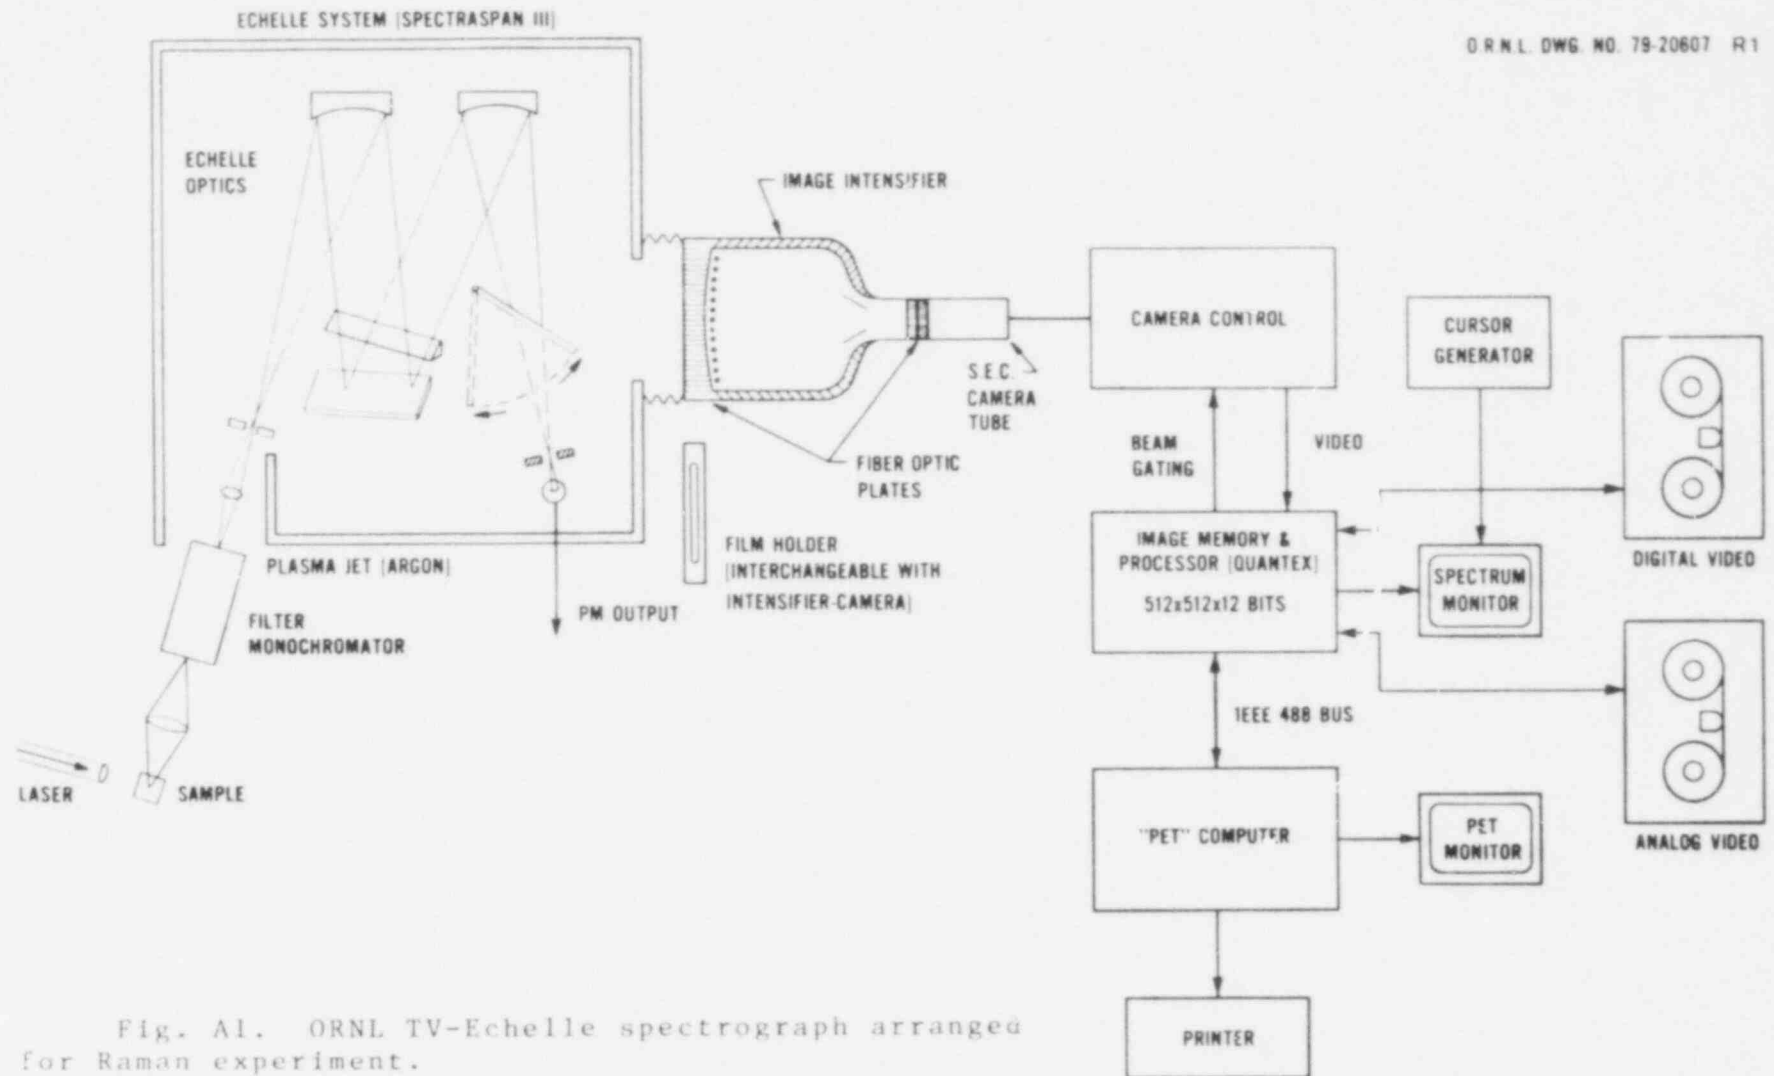 ECHELLE SYSTEM (SPECTRASPAN III)
O.R.N.L. DWG. NO. 79-20607 R1
ECHELLE
OPTICS
IMAGE INTENSIFIER
CAMERA CONTROL
CURSOR
GENERATOR
S.E.C.
CAMERA
TUBE
BEAM
GATING
VIDEO
FIBER OPTIC
PLATES
FILM HOLDER
(INTERCHANGEABLE WITH
INTENSIFIER-CAMERA)
IMAGE MEMORY &
PROCESSOR (QUANTEX)
512x512x12 BITS
SPECTRUM
MONITOR
DIGITAL VIDEO
PLASMA JET (ARGON)
PM OUTPUT
FILTER
MONOCHROMATOR
IEEE 488 BUS
LASER
SAMPLE
"PET" COMPUTER
PET
MONITOR
ANALOG VIDEO
PRINTER
Fig. A1. ORNL TV-Echelle spectrograph arranged
for Raman experiment.